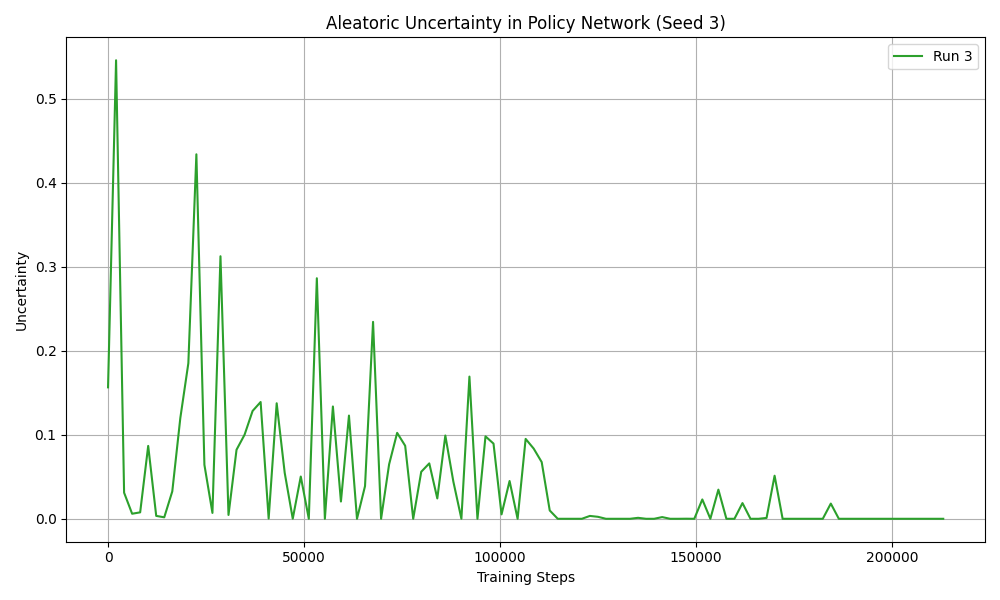 Aleatoric Uncertainty in Policy Network (Seed 3)
Run 3
Uncertainty
0.5
0.4
0.3
0.2
0.1
0.0
0 50000 100000 150000 200000
Training Steps